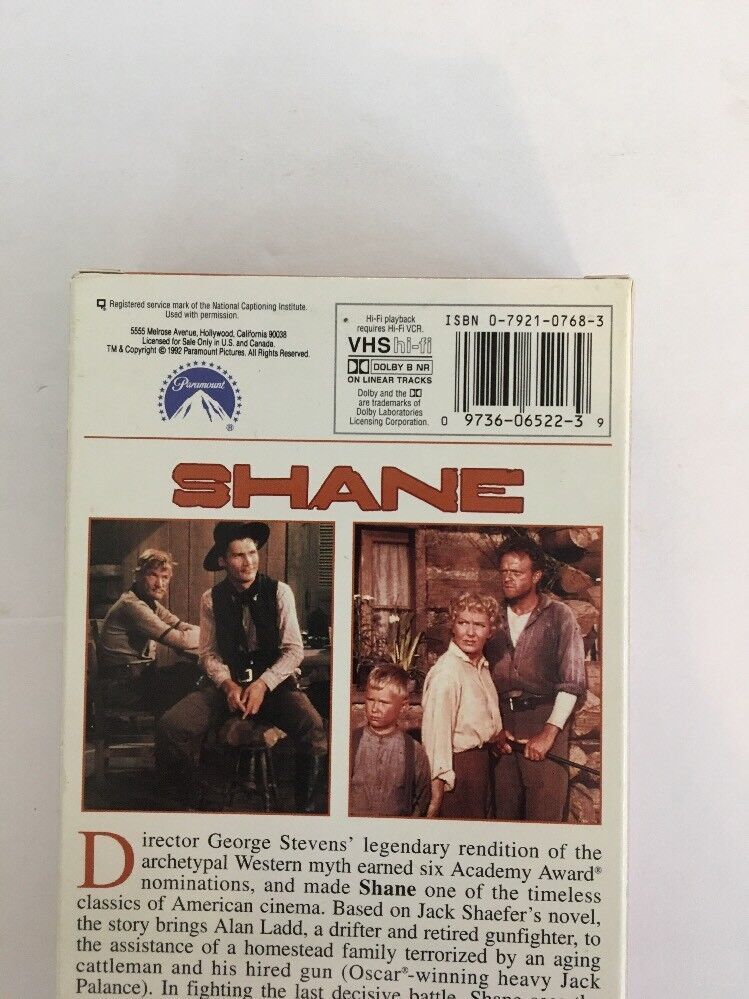 Registered service mark of the National Captioning Institute.
Used with permission.
5555 Melrose Avenue, Hollywood, California 90038
Licensed for Sale Only in U.S. and Canada.
TM & Copyright © 1992 Paramount Pictures. All Rights Reserved.
Paramount
®
Hi-Fi playback
requires Hi-Fi VCR.
VHS hi-fi
DOLBY B NR
ON LINEAR TRACKS
Dolby and the
are trademarks of
Dolby Laboratories
Licensing Corporation.
ISBN 0-7921-0768-3
0 9736-06522-3 9
SHANE
Director George Stevens' legendary rendition of the
archetypal Western myth earned six Academy Award®
nominations, and made Shane one of the timeless
classics of American cinema. Based on Jack Shaefer's novel,
the story brings Alan Ladd, a drifter and retired gunfighter, to
the assistance of a homestead family terrorized by an aging
cattleman and his hired gun (Oscar®-winning heavy Jack
Palance). In fighting the last decisive battle, Shane